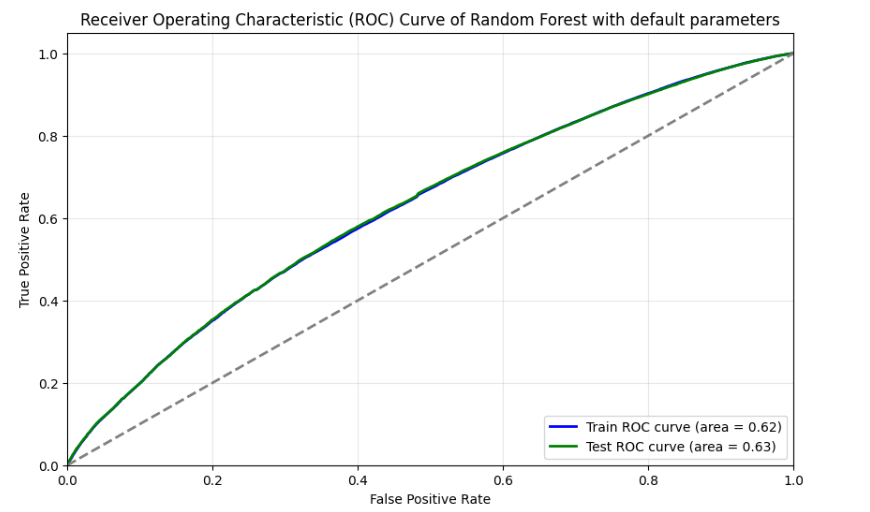 Receiver Operating Characteristic (ROC) Curve of Random Forest with default parameters
True Positive Rate
1.0
0.8
0.6
0.4
0.2
0.0
Train ROC curve (area = 0.62)
Test ROC curve (area = 0.63)
0.0 0.2 0.4 0.6 0.8 1.0
False Positive Rate